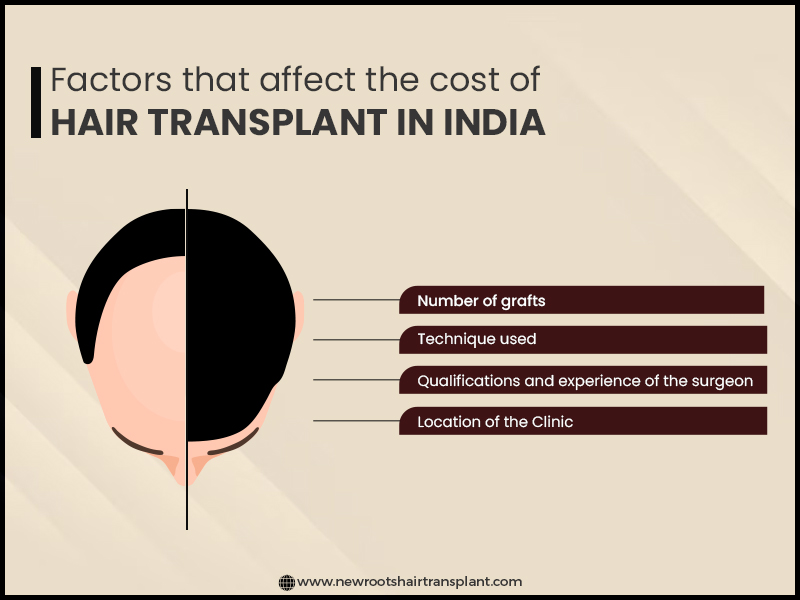 Factors that affect the cost of
HAIR TRANSPLANT IN INDIA
Number of grafts
Technique used
Qualifications and experience of the surgeon
Location of the Clinic
www.newrootshairtransplant.com